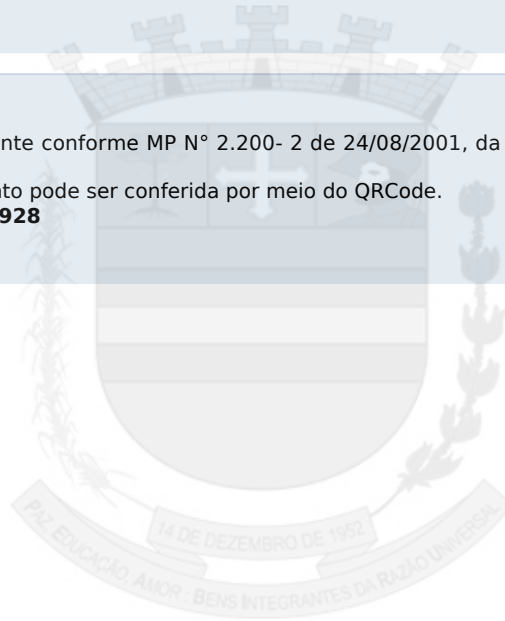 nte conforme MP N° 2.200- 2 de 24/08/2001, da
to pode ser conferida por meio do QRCode.
928
14 DE DEZEMBRO DE 1952
PAZ, EDUCAÇÃO, AMOR : BENS INTEGRANTES DA RAZÃO UNIVERSAL